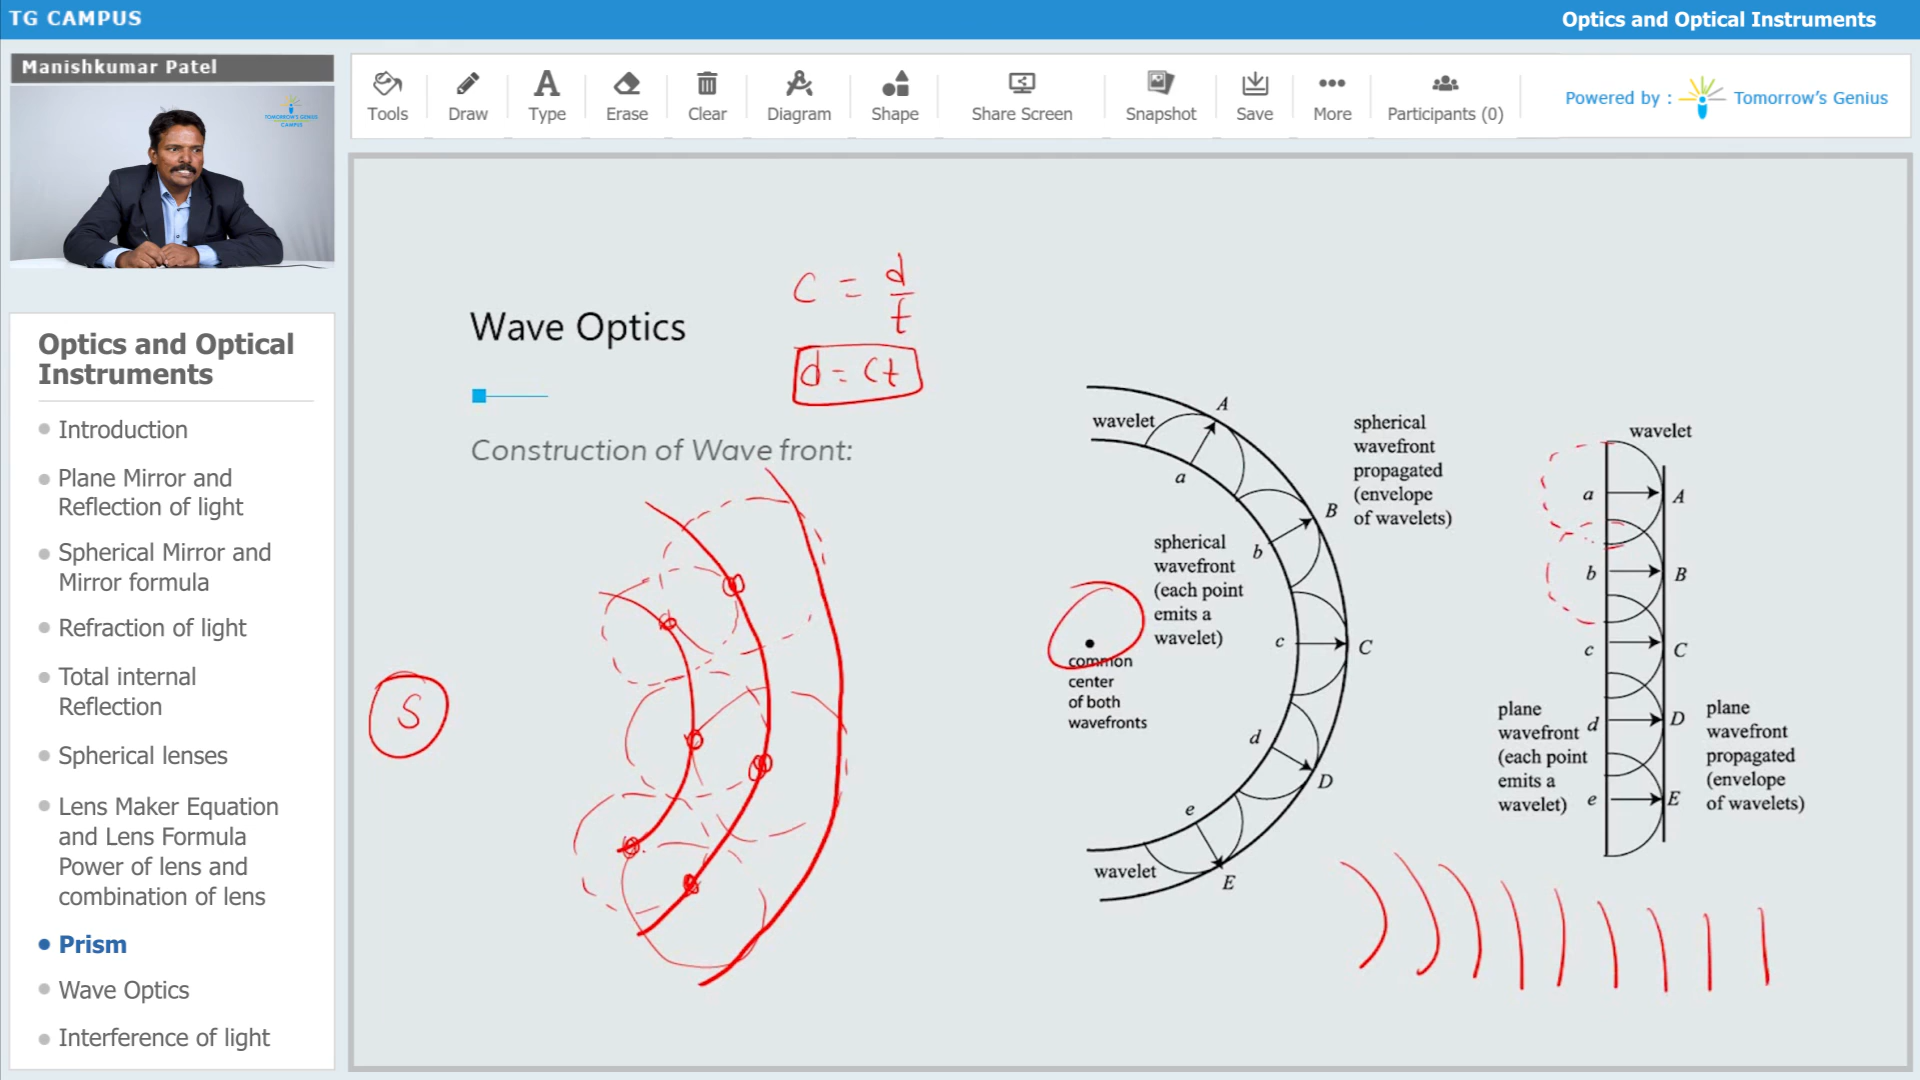 TG CAMPUS
Optics and Optical Instruments
Manishkumar Patel
TOMORROW'S GENIUS
CAMPUS
Tools
Draw
Type
Erase
Clear
Diagram
Shape
Share Screen
Snapshot
Save
More
Participants (0)
Powered by :
Tomorrow's Genius
Optics and Optical
Instruments
Introduction
Plane Mirror and
Reflection of light
Spherical Mirror and
Mirror formula
Refraction of light
Total internal
Reflection
Spherical lenses
Lens Maker Equation
and Lens Formula
Power of lens and
combination of lens
Prism
Wave Optics
Interference of light
Wave Optics
C = d/t
d = Ct
Construction of Wave front:
S
wavelet
A
a
B
b
spherical
wavefront
propagated
(envelope
of wavelets)
spherical
wavefront
(each point
emits a
wavelet)
c
C
common
center
of both
wavefronts
d
D
e
E
wavelet
wavelet
a
A
b
B
c
C
d
D
e
E
plane
wavefront
(each point
emits a
wavelet)
plane
wavefront
propagated
(envelope
of wavelets)